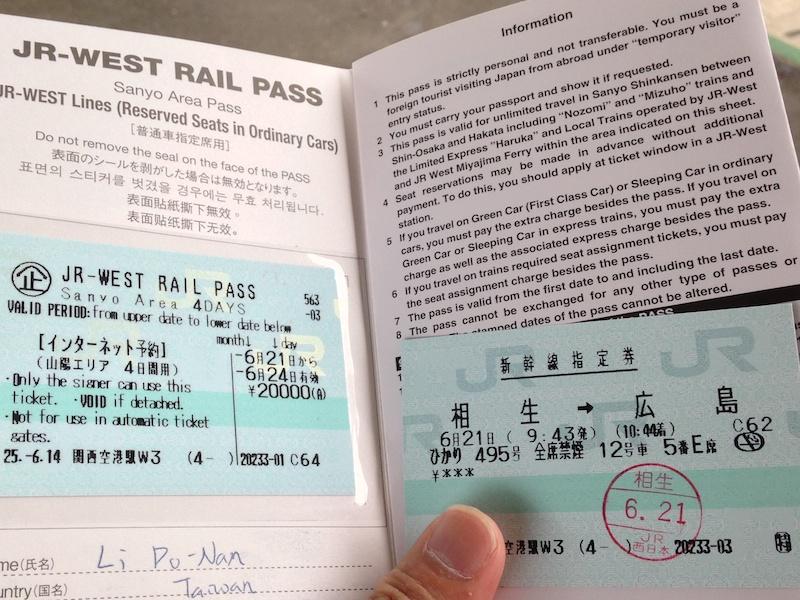 JR-WEST RAIL PASS
Sanyo Area Pass
JR-WEST Lines (Reserved Seats in Ordinary Cars)
[普通車指定席用]
Do not remove the seal on the face of the PASS
表面のシールを剥がした場合は無効となります。
표면의 스티커를 벗겼을 경우에는 무효 처리됩니다.
表面貼紙撕下無效。
表面贴纸撕下无效。
企 JR-WEST RAIL PASS
Sanyo Area 4DAYS
563
-03
VALID PERIOD:from upper date to lower date below
month↓ ↓day
【インターネット予約】
(山陽エリア 4日間用)
-6月21日から
-6月24日有効
¥20000(A)
・Only the signer can use this
ticket. ・VOID if detached.
・Not for use in automatic ticket
gates.
25.-6.14 関西空港駅W3 (4-) 20233-01 C64
me(氏名) Li Po-Nan
untry(国名) Taiwan
Information
1 This pass is strictly personal and not transferable. You must be a
foreign tourist visiting Japan from abroad under "temporary visitor"
entry status.
2 You must carry your passport and show it if requested.
3 This pass is valid for unlimited travel in Sanyo Shinkansen between
Shin-Osaka and Hakata including "Nozomi" and "Mizuho" trains and
the Limited Express "Haruka" and Local Trains operated by JR-West
and JR West Miyajima Ferry within the area indicated on this sheet.
4 Seat reservations may be made in advance without additional
payment. To do this, you should apply at ticket window in a JR-West
station.
5 If you travel on Green Car (First Class Car) or Sleeping Car in ordinary
cars, you must pay the extra charge besides the pass. If you travel on
Green Car or Sleeping Car in express trains, you must pay the extra
charge as well as the associated express charge besides the pass.
6 If you travel on trains required seat assignment tickets, you must pay
the seat assignment charge besides the pass.
7 The pass is valid from the first date to and including the last date.
8 The pass cannot be exchanged for any other type of passes or
stamped dates of the pass cannot be altered.
新幹線指定券
相生 → 広島
6月21日 ( 9:43発) (10:44着) C62
ひかり 495号 全席禁煙 12号車 5番E席
¥***
相生
6.21
JR
西日本
空港駅W3 (4-) 20233-03